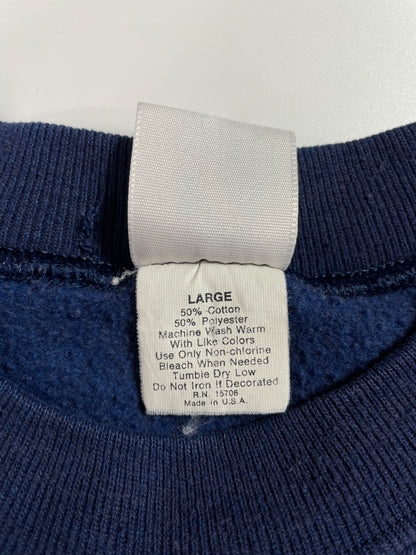 LARGE
50% Cotton
50% Polyester
Machine Wash Warm
With Like Colors
Use Only Non-chlorine
Bleach When Needed
Tumble Dry Low
Do Not Iron If Decorated
R.N. 15706
Made in U.S.A.